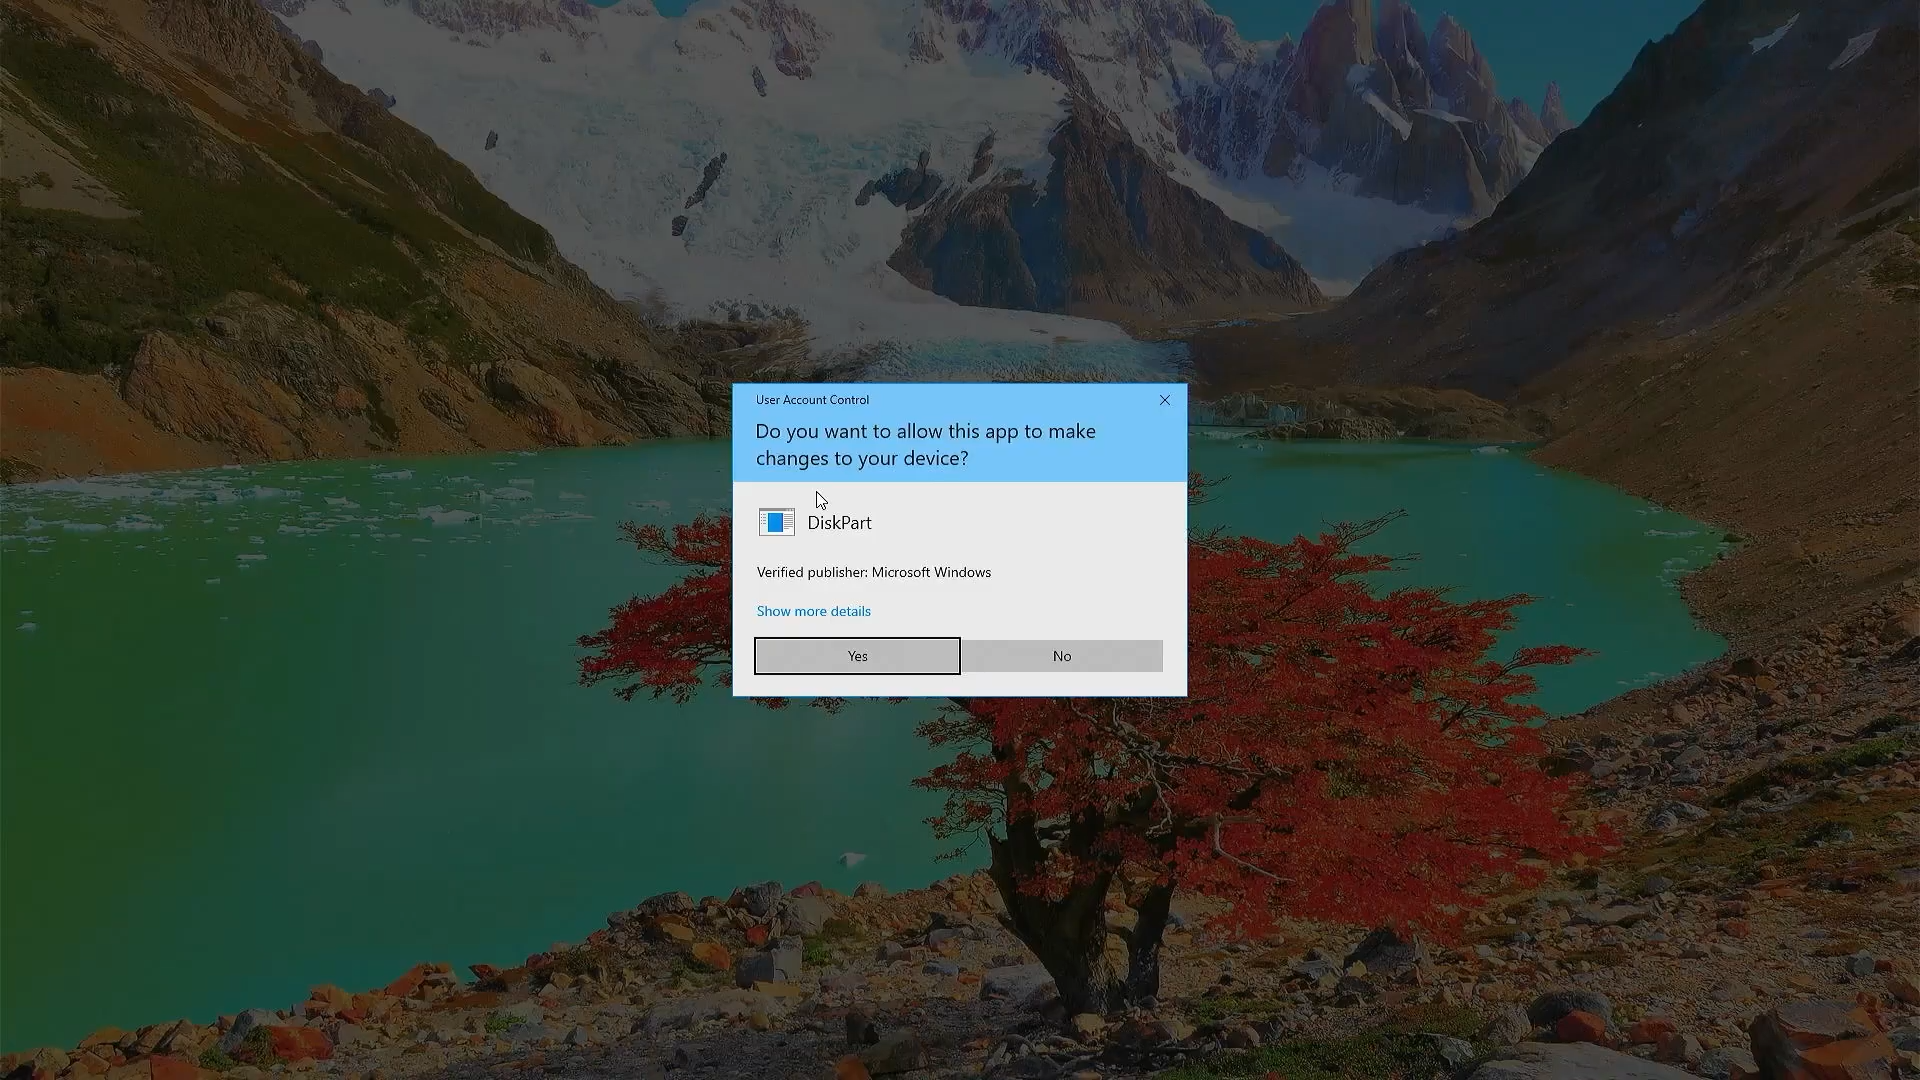 User Account Control
Do you want to allow this app to make
changes to your device?
DiskPart
Verified publisher: Microsoft Windows
Show more details
Yes
No